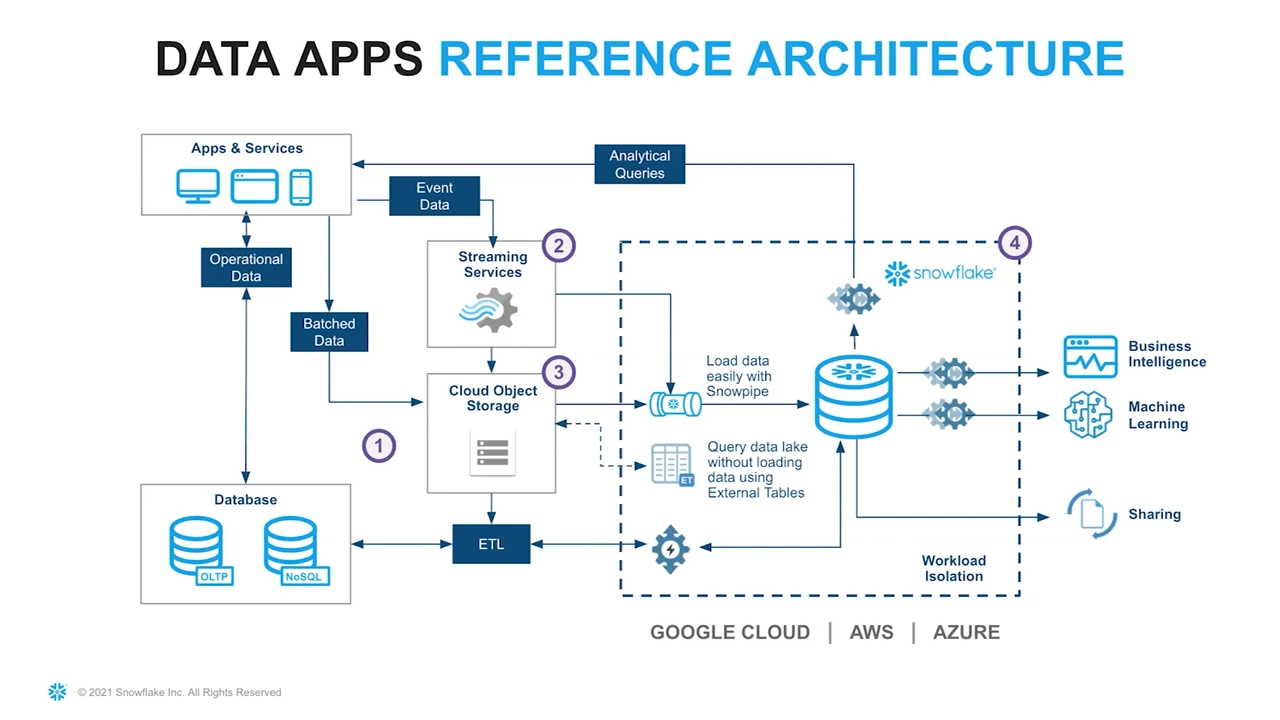 DATA APPS REFERENCE ARCHITECTURE
Apps & Services
Analytical
Queries
Event
Data
Operational
Data
Batched
Data
2
Streaming
Services
3
Cloud Object
Storage
1
Database
OLTP
NoSQL
ETL
4
snowflake®
Load data
easily with
Snowpipe
ET
Query data lake
without loading
data using
External Tables
Workload
Isolation
Business
Intelligence
Machine
Learning
Sharing
GOOGLE CLOUD | AWS | AZURE
© 2021 Snowflake Inc. All Rights Reserved